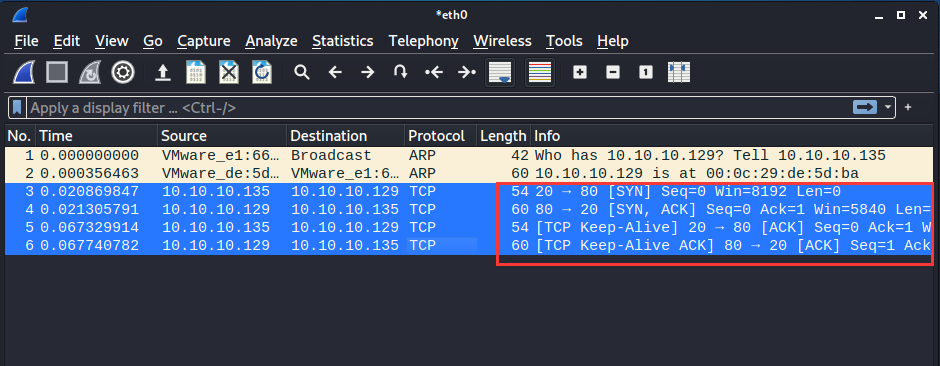 *eth0
File Edit View Go Capture Analyze Statistics Telephony Wireless Tools Help
Apply a display filter … <Ctrl-/>
No. Time Source Destination Protocol Length Info
1 0.000000000 VMware_e1:66… Broadcast ARP 42 Who has 10.10.10.129? Tell 10.10.10.135
2 0.000356463 VMware_de:5d… VMware_e1:6… ARP 60 10.10.10.129 is at 00:0c:29:de:5d:ba
3 0.020869847 10.10.10.135 10.10.10.129 TCP 54 20 → 80 [SYN] Seq=0 Win=8192 Len=0
4 0.021305791 10.10.10.129 10.10.10.135 TCP 60 80 → 20 [SYN, ACK] Seq=0 Ack=1 Win=5840 Len=
5 0.067329914 10.10.10.135 10.10.10.129 TCP 54 [TCP Keep-Alive] 20 → 80 [ACK] Seq=0 Ack=1 W
6 0.067740782 10.10.10.129 10.10.10.135 TCP 60 [TCP Keep-Alive ACK] 80 → 20 [ACK] Seq=1 Ack